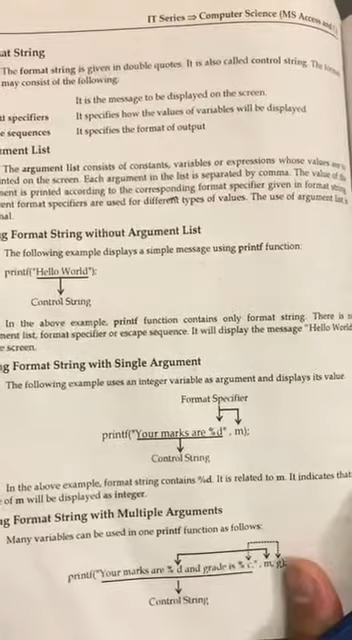 IT Series ⇒ Computer Science (MS Access and
at String
The format string is given in double quotes. It is also called control string. The
may consist of the following:
It is the message to be displayed on the screen.
specifiers It specifies how the values of variables will be displayed
e sequences It specifies the format of output
ment List
The argument list consists of constants, variables or expressions whose values
nted on the screen. Each argument in the list is separated by comma. The value of the
ment is printed according to the corresponding format specifier given in format string
ent format specifiers are used for different types of values. The use of argument list is
nal.
g Format String without Argument List
The following example displays a simple message using printf function:
printf("Hello World");
Control String
In the above example, printf function contains only format string. There is
ment list, format specifier or escape sequence. It will display the message "Hello World
e screen.
g Format String with Single Argument
The following example uses an integer variable as argument and displays its value.
Format Specifier
printf("Your marks are %d", m);
Control String
In the above example, format string contains %d. It is related to m. It indicates that
of m will be displayed as integer.
g Format String with Multiple Arguments
Many variables can be used in one printf function as follows:
printf("Your marks are % d and grade is % c.", m, g);
Control String